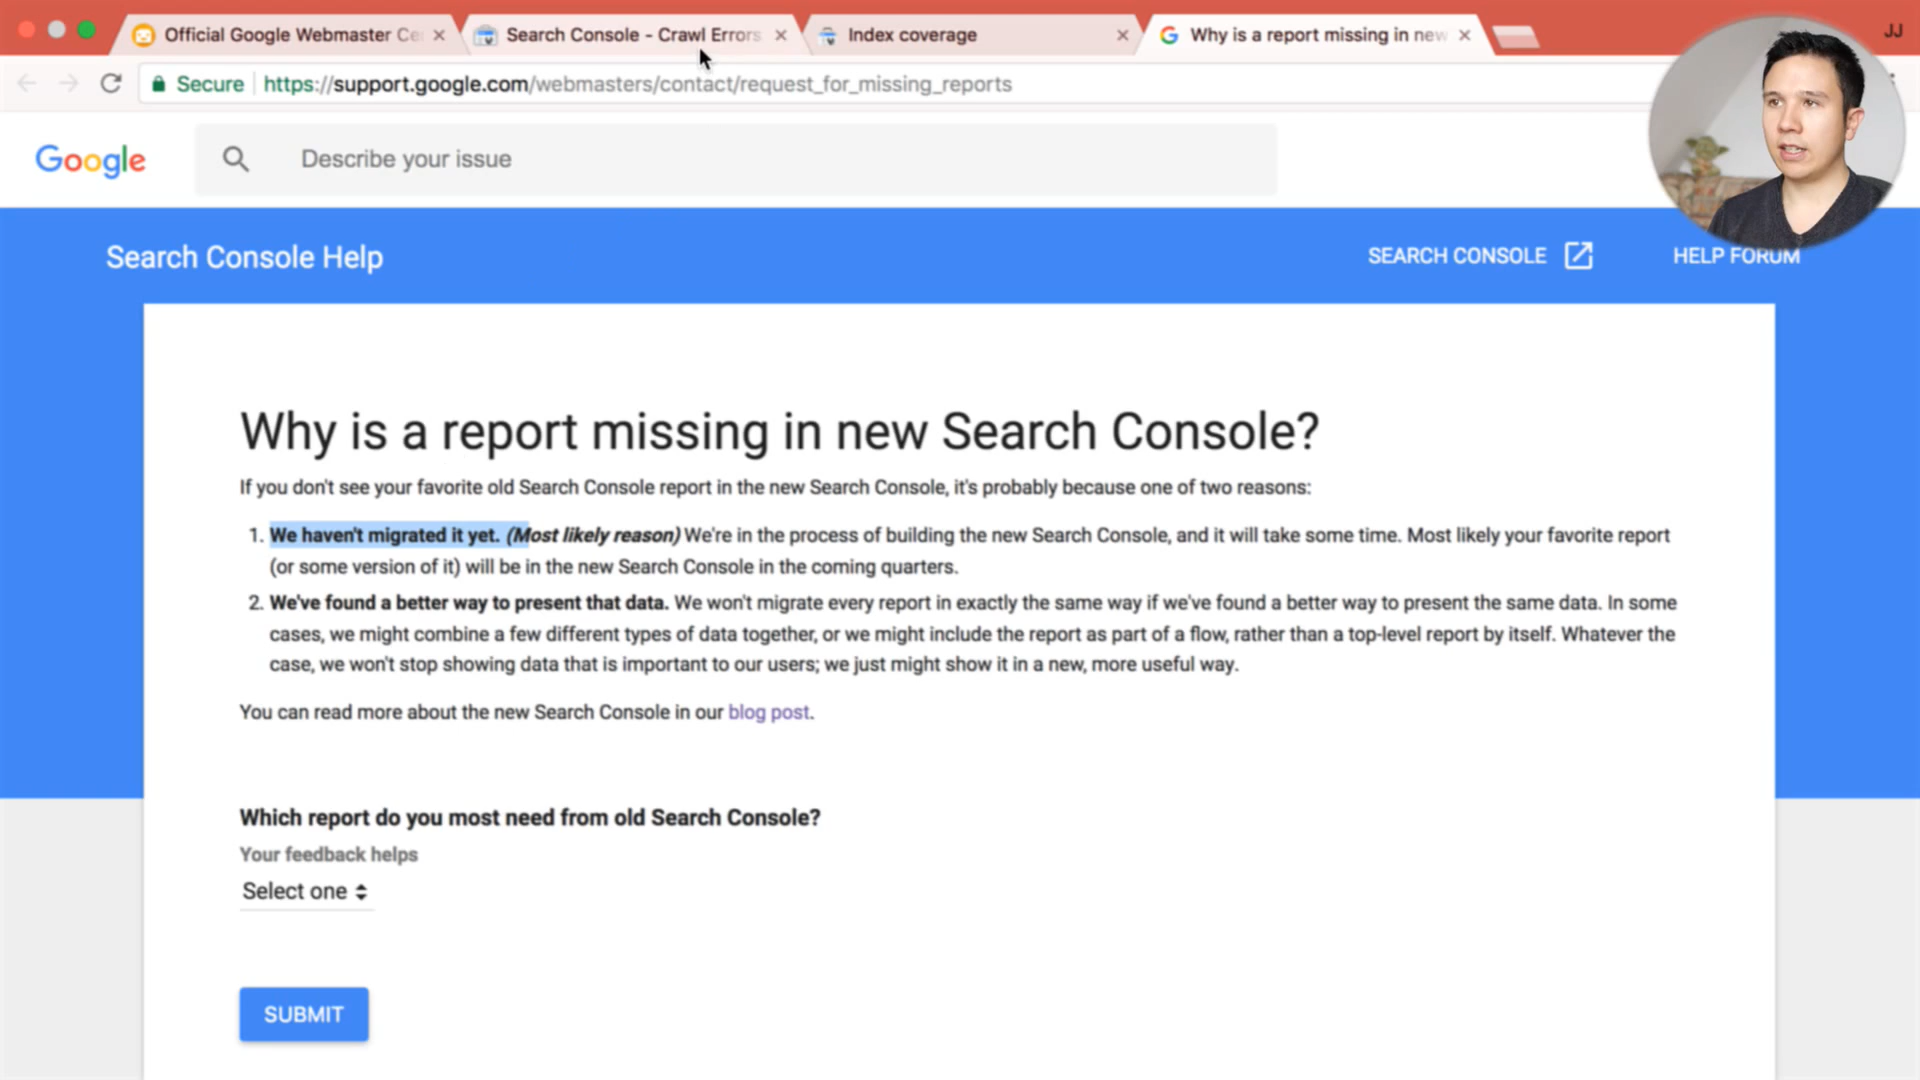 Official Google Webmaster Ce
Search Console - Crawl Errors
Index coverage
Why is a report missing in new
JJ
Secure
https://support.google.com/webmasters/contact/request_for_missing_reports
Google
Describe your issue
Search Console Help
SEARCH CONSOLE
HELP FORUM
Why is a report missing in new Search Console?
If you don't see your favorite old Search Console report in the new Search Console, it's probably because one of two reasons:
1. We haven't migrated it yet. (Most likely reason) We're in the process of building the new Search Console, and it will take some time. Most likely your favorite report
(or some version of it) will be in the new Search Console in the coming quarters.
2. We've found a better way to present that data. We won't migrate every report in exactly the same way if we've found a better way to present the same data. In some
cases, we might combine a few different types of data together, or we might include the report as part of a flow, rather than a top-level report by itself. Whatever the
case, we won't stop showing data that is important to our users; we just might show it in a new, more useful way.
You can read more about the new Search Console in our blog post.
Which report do you most need from old Search Console?
Your feedback helps
Select one
SUBMIT